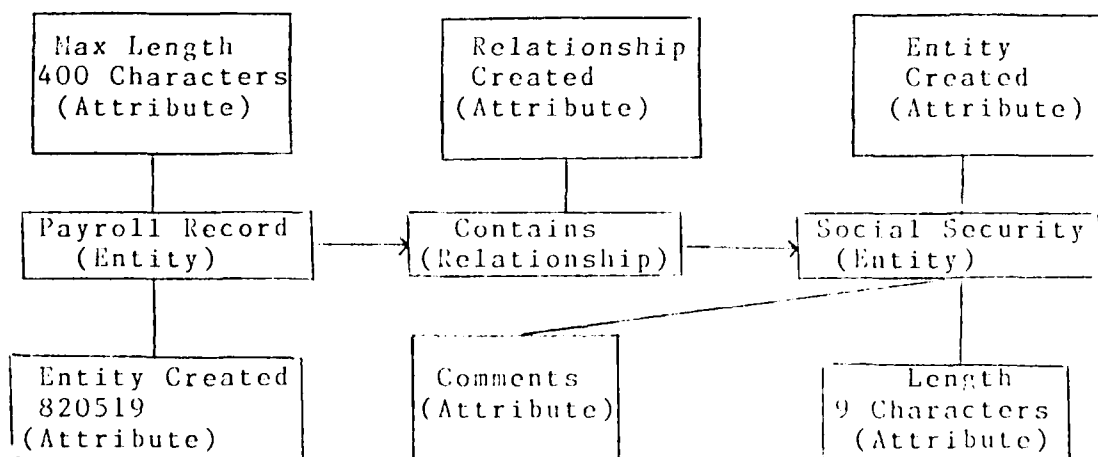 Max Length
400 Characters
(Attribute)
Relationship
Created
(Attribute)
Entity
Created
(Attribute)
Payroll Record
(Entity)
Contains
(Relationship)
Social Security
(Entity)
Entity Created
820519
(Attribute)
Comments
(Attribute)
Length
9 Characters
(Attribute)